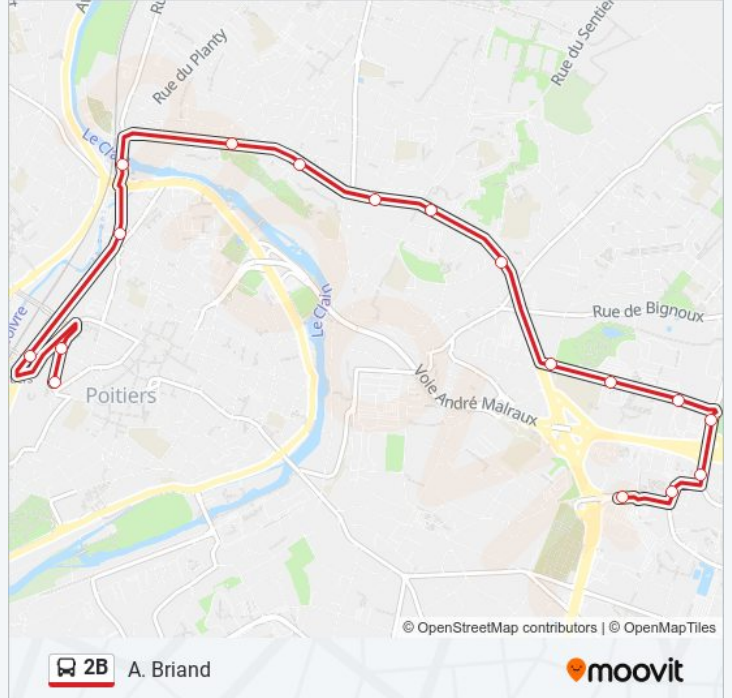 Rue du Planty
Rue du Sentier
Le Cla
Rue de Bignoux
Le Clain
Voie André Malraux
Poitiers
© OpenStreetMap contributors | © OpenMapTiles
2B A. Briand
moovit